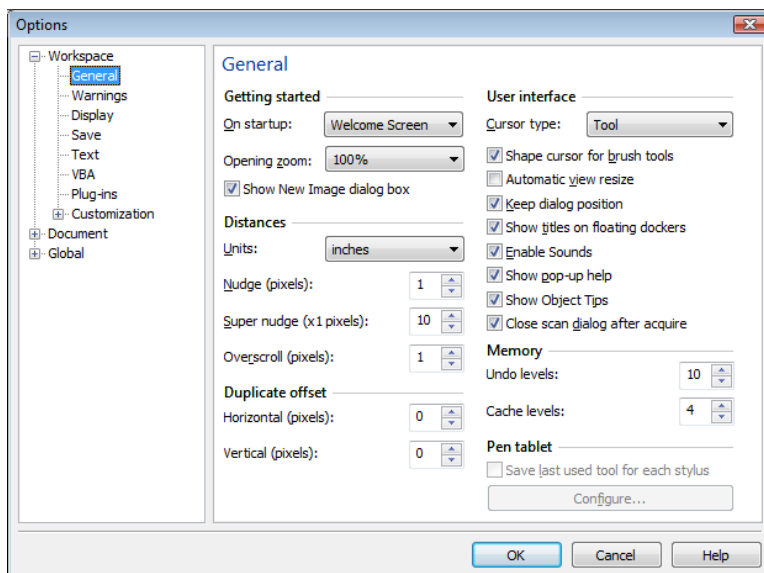 Options
Workspace
General
Warnings
Display
Save
Text
VBA
Plug-ins
Customization
Document
Global
General
Getting started
On startup: Welcome Screen
Opening zoom: 100%
Show New Image dialog box
Distances
Units: inches
Nudge (pixels): 1
Super nudge (x1 pixels): 10
Overscroll (pixels): 1
Duplicate offset
Horizontal (pixels): 0
Vertical (pixels): 0
User interface
Cursor type: Tool
Shape cursor for brush tools
Automatic view resize
Keep dialog position
Show titles on floating dockers
Enable Sounds
Show pop-up help
Show Object Tips
Close scan dialog after acquire
Memory
Undo levels: 10
Cache levels: 4
Pen tablet
Save last used tool for each stylus
Configure...
OK Cancel Help